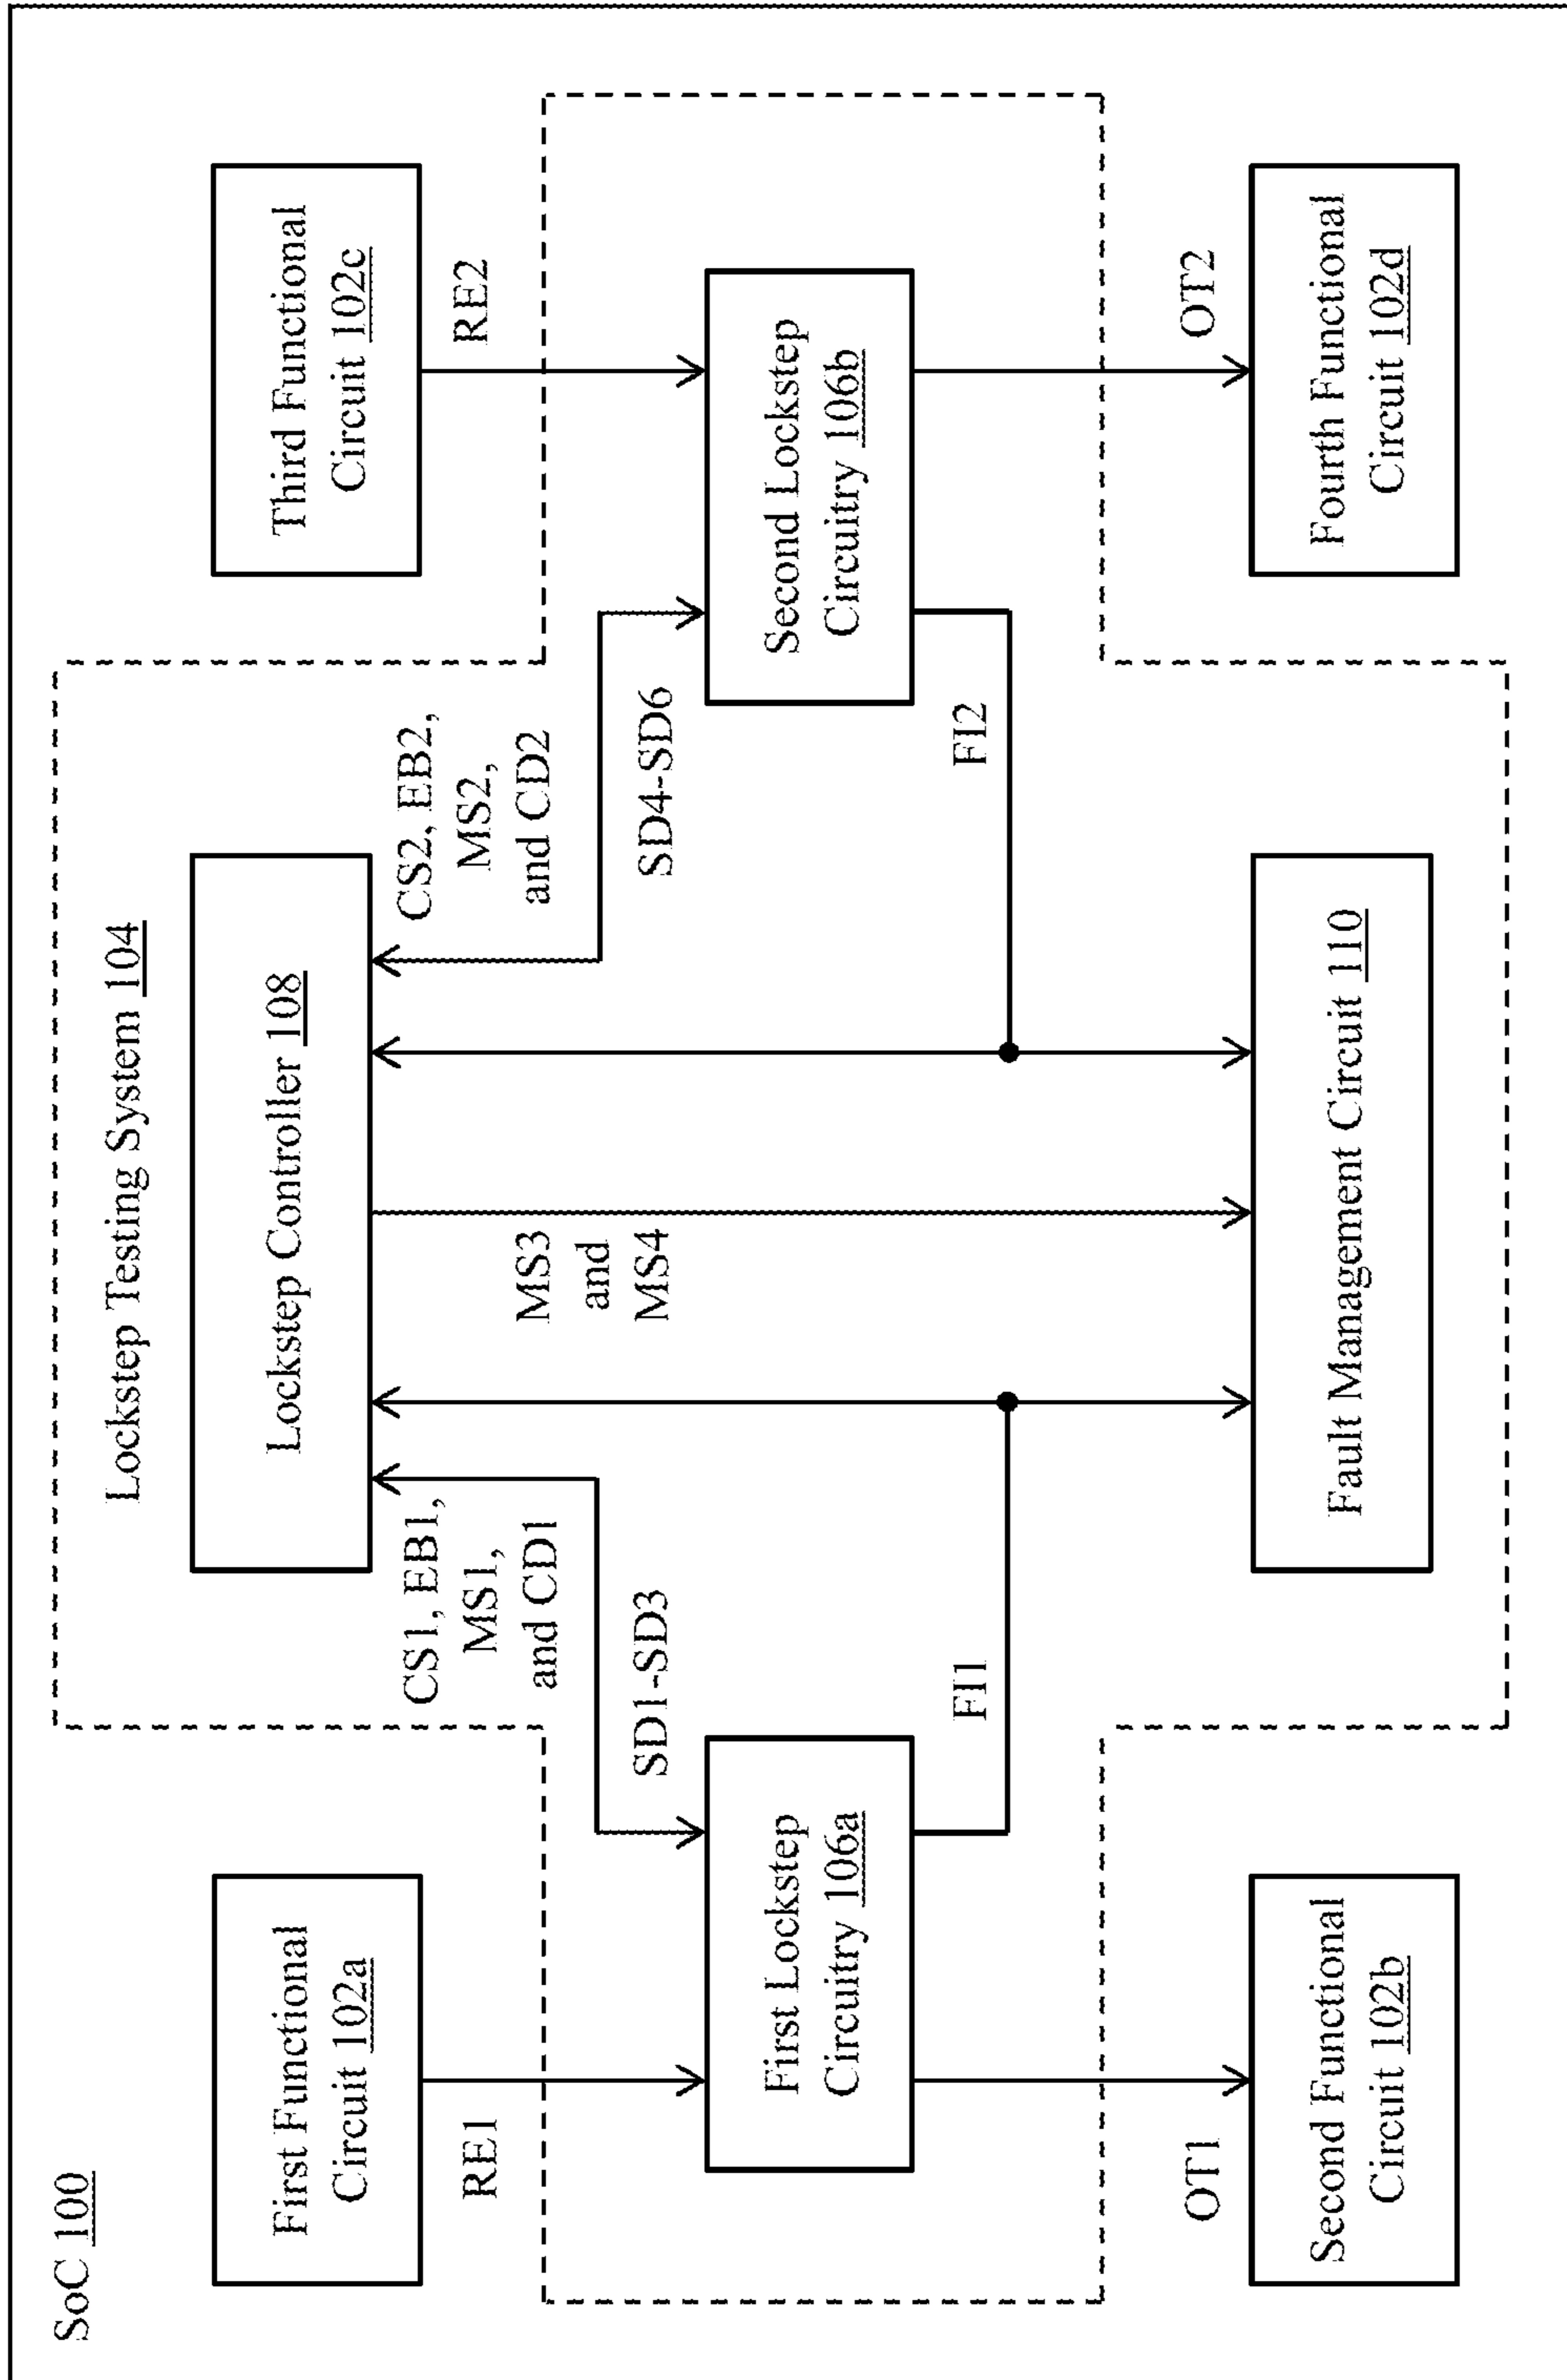 SoC 100
Lockstep Testing System 104
First Functional
Circuit 102a
Lockstep Controller 108
Third Functional
Circuit 102c
RE1
CS1, EB1,
MS1,
and CD1
MS3
and
MS4
CS2, EB2,
MS2,
and CD2
RE2
SD1-SD3
SD4-SD6
First Lockstep
Circuitry 106a
Second Lockstep
Circuitry 106b
FI1
FI2
OT1
OT2
Second Functional
Circuit 102b
Fault Management Circuit 110
Fourth Functional
Circuit 102d